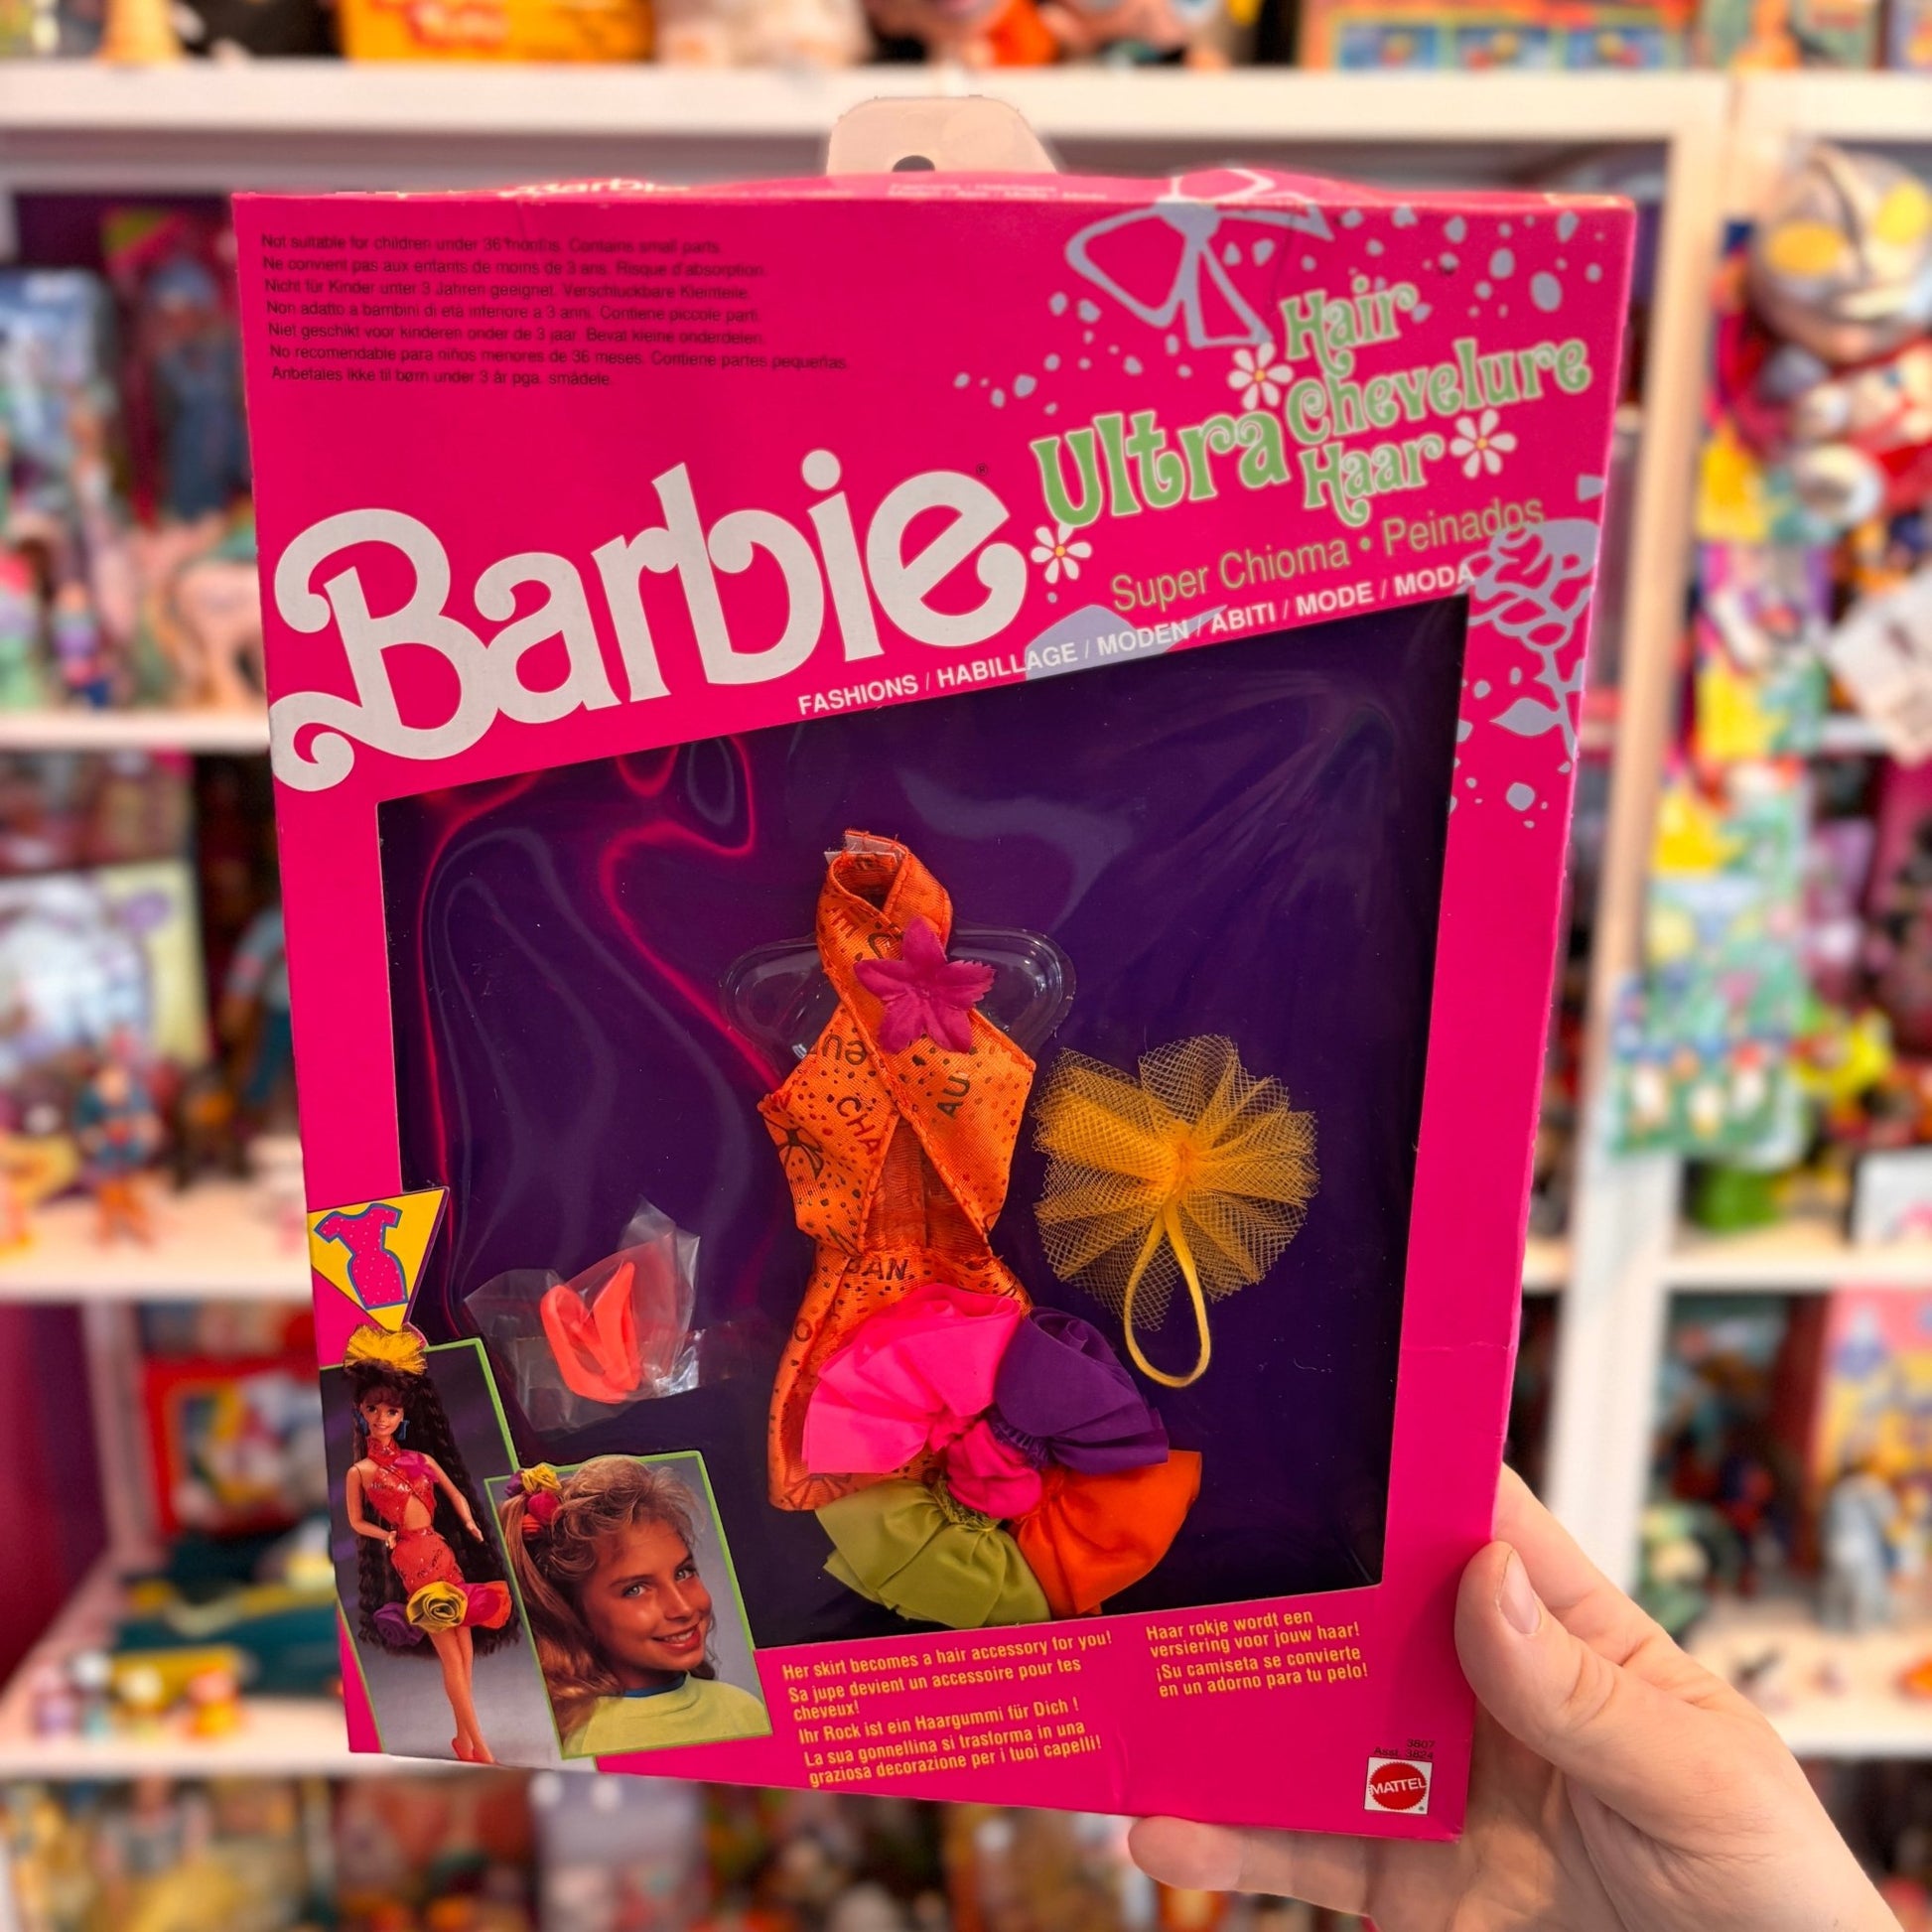 Barbie
Not suitable for children under 36 months. Contains small parts.
Ne convient pas aux enfants de moins de 3 ans. Risque d'absorption.
Nicht für Kinder unter 3 Jahren geeignet. Verschluckbare Kleinteile.
Non adatto a bambini di età inferiore a 3 anni. Contiene piccole parti.
Niet geschikt voor kinderen onder de 3 jaar. Bevat kleine onderdelen.
No recomendable para niños menores de 36 meses. Contiene partes pequeñas.
Anbefales ikke til børn under 3 år pga. smådele.
Hair
Ultra Chevelure
Haar
Super Chioma • Peinados
Barbie®
FASHIONS / HABILLAGE / MODEN / ABITI / MODE / MODA
CHA
AU
Her skirt becomes a hair accessory for you!
Sa jupe devient un accessoire pour tes
cheveux!
Ihr Rock ist ein Haargummi für Dich !
La sua gonnellina si trasforma in una
graziosa decorazione per i tuoi capelli!
Haar rokje wordt een
versiering voor jouw haar!
¡Su camiseta se convierte
en un adorno para tu pelo!
3807
Asst. 3824
MATTEL